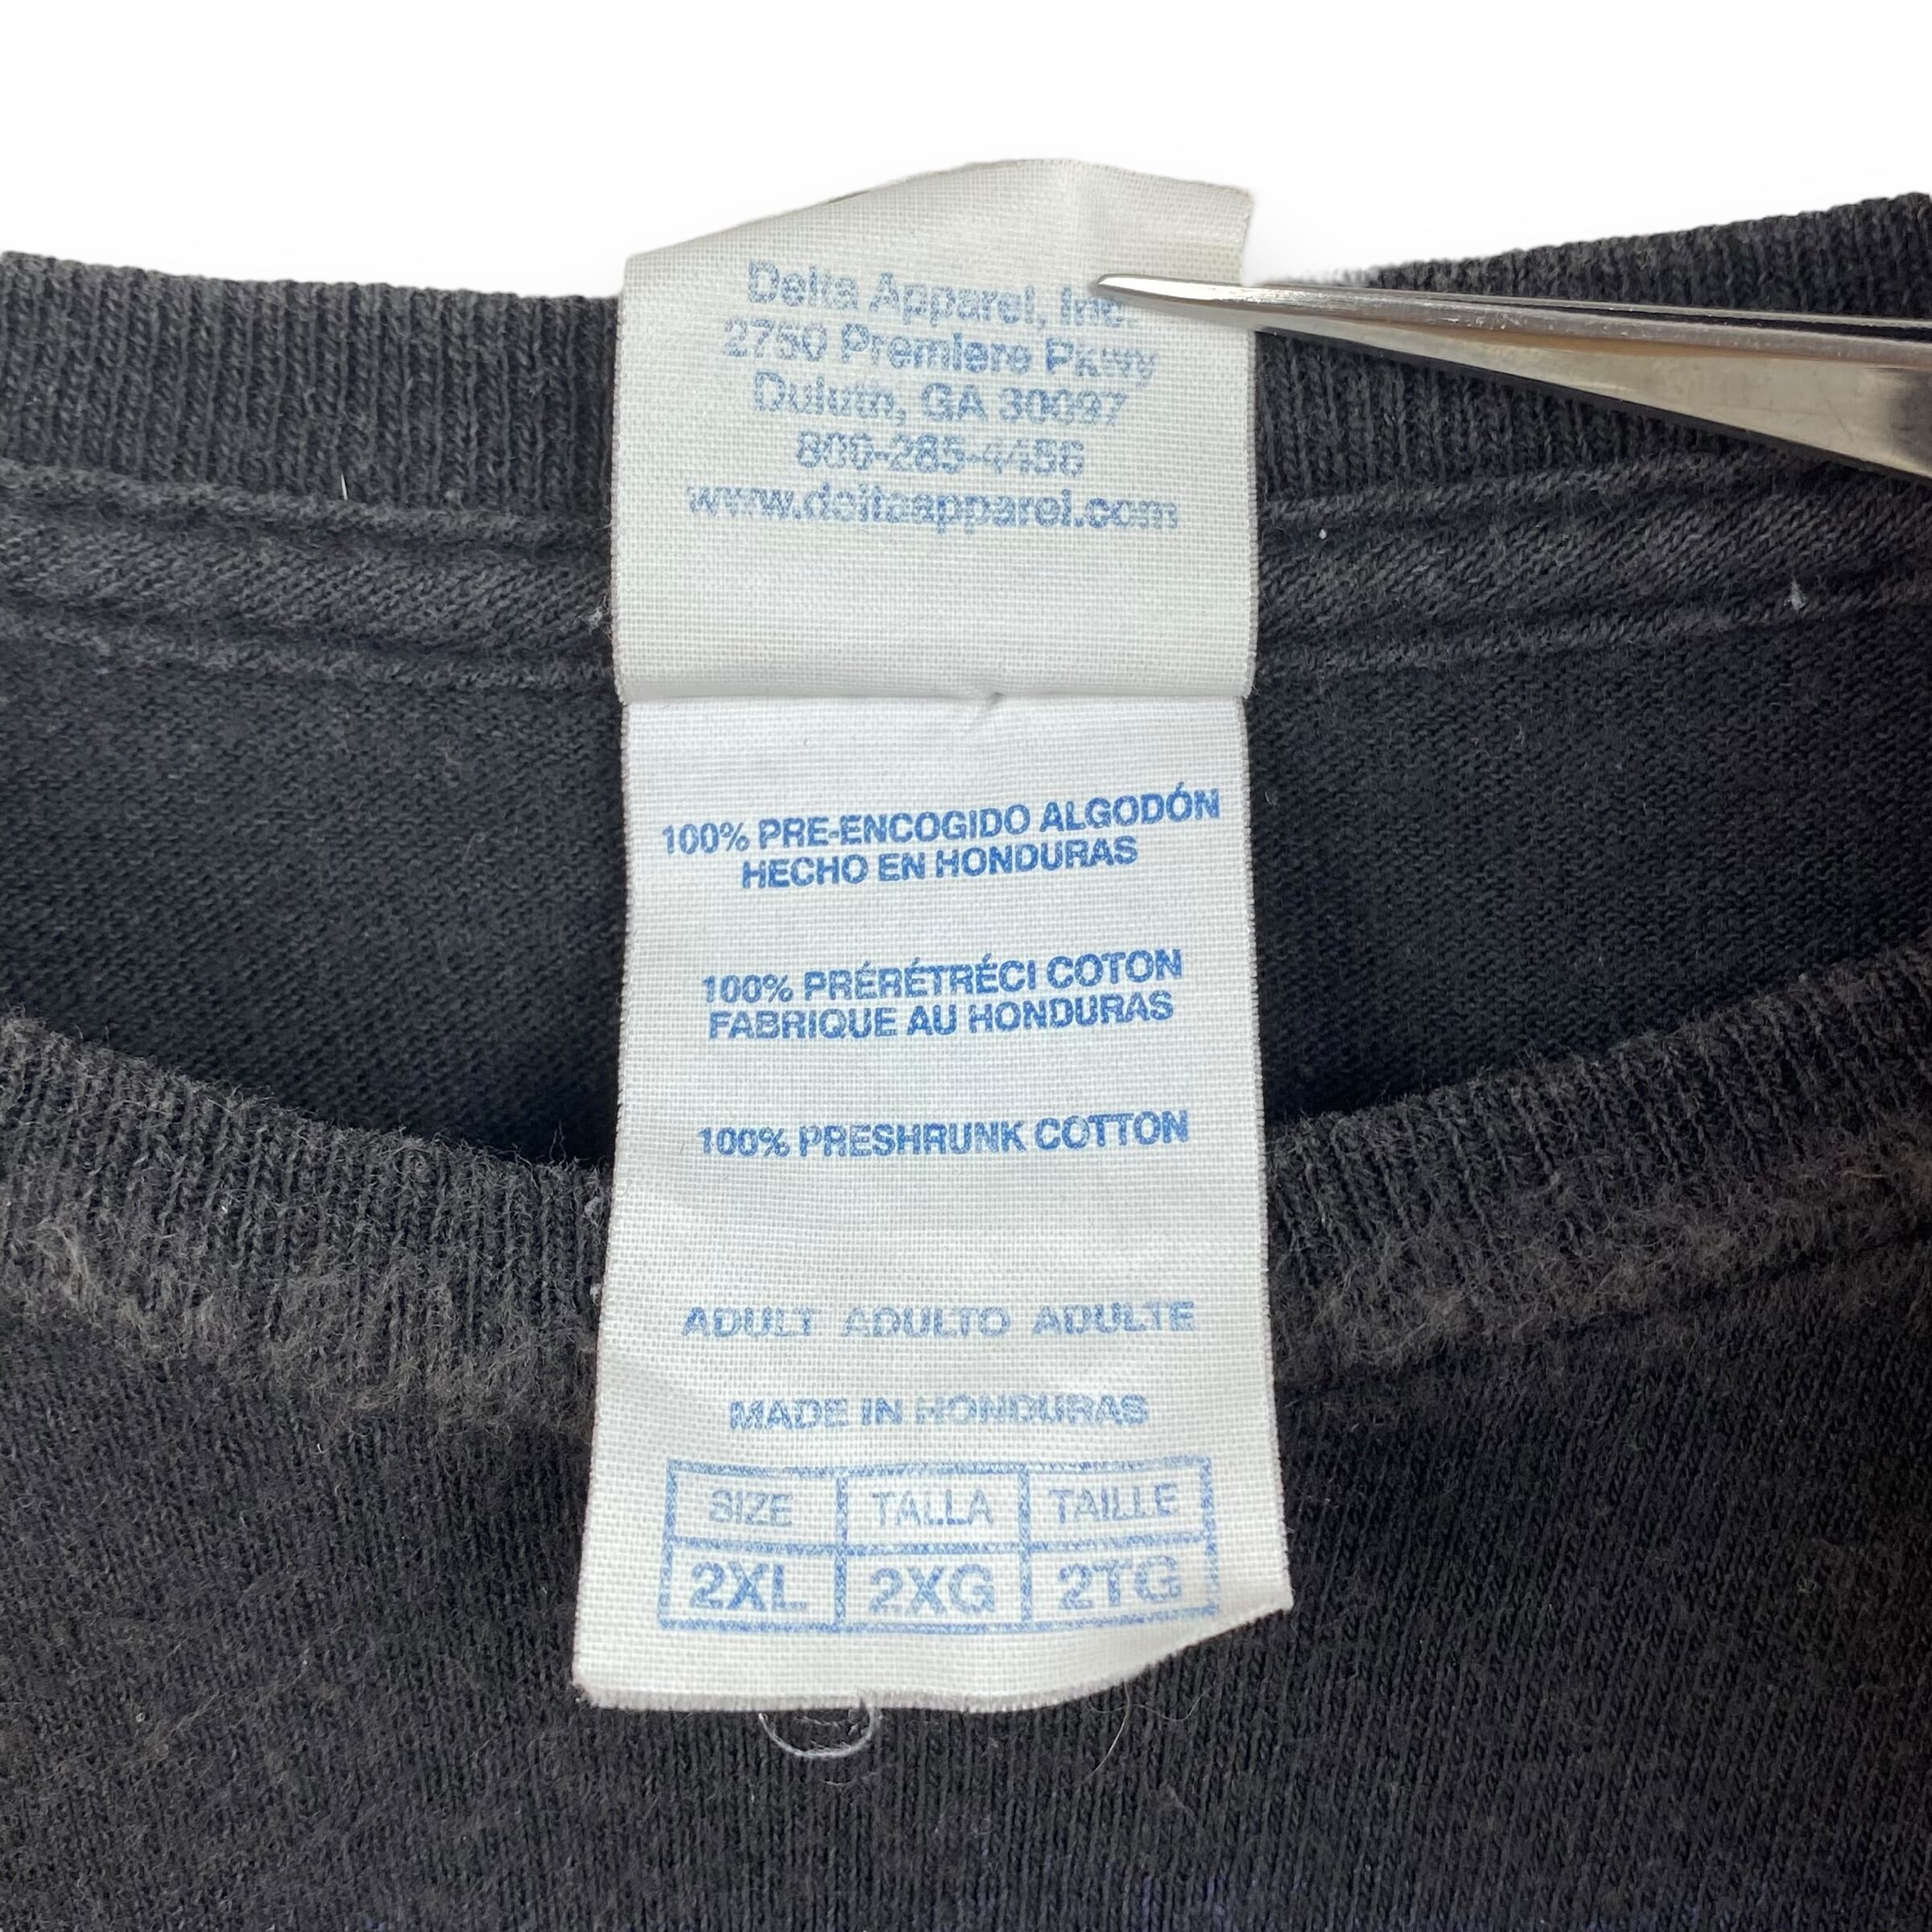 Delta Apparel, Inc.
2750 Premiere Pkwy
Duluth, GA 30097
800-285-4456
www.deltaapparel.com
100% PRE-ENCOGIDO ALGODÓN
HECHO EN HONDURAS
100% PRÉRÉTRÉCI COTON
FABRIQUE AU HONDURAS
100% PRESHRUNK COTTON
ADULT ADULTO ADULTE
MADE IN HONDURAS
SIZE TALLA TAILLE
2XL 2XG 2TG